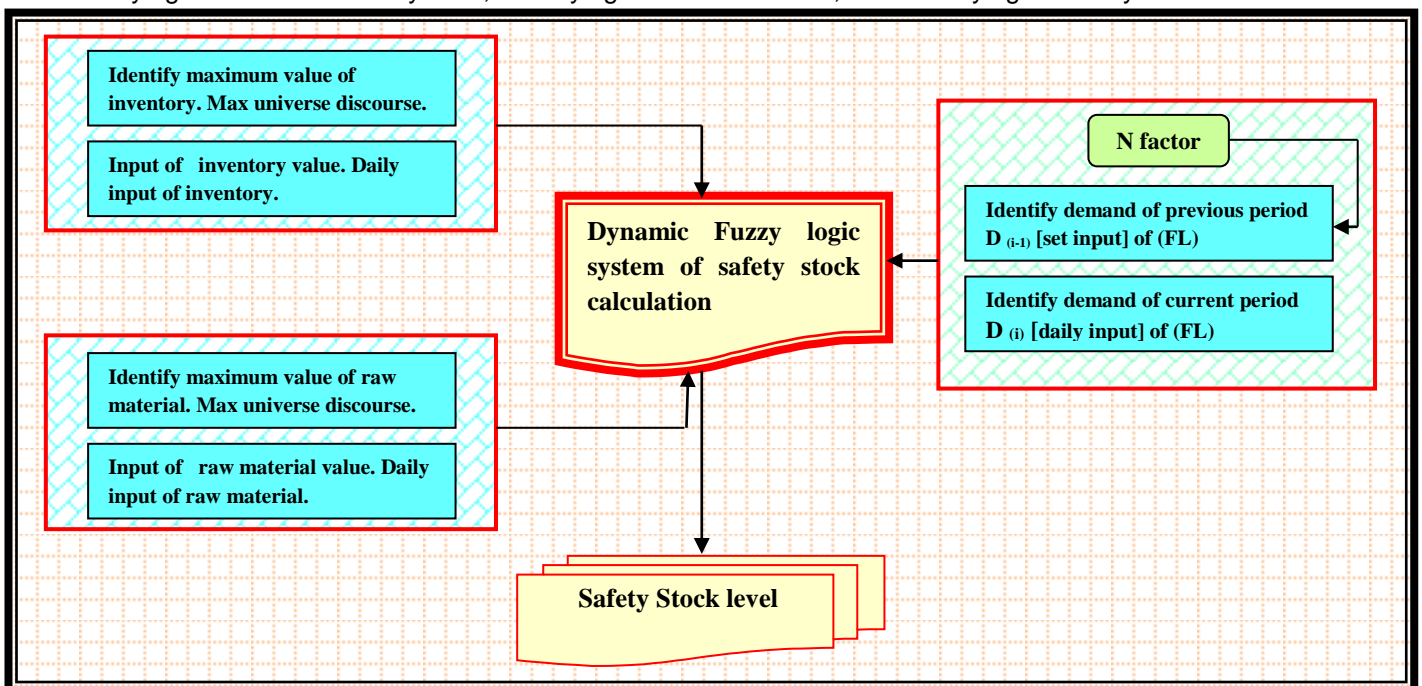 Identify maximum value of
inventory. Max universe discourse.
Input of inventory value. Daily
input of inventory.
N factor
Identify demand of previous period
D (i-1) [set input] of (FL)
Identify demand of current period
D (i) [daily input] of (FL)
Dynamic Fuzzy logic
system of safety stock
calculation
Identify maximum value of raw
material. Max universe discourse.
Input of raw material value. Daily
input of raw material.
Safety Stock level